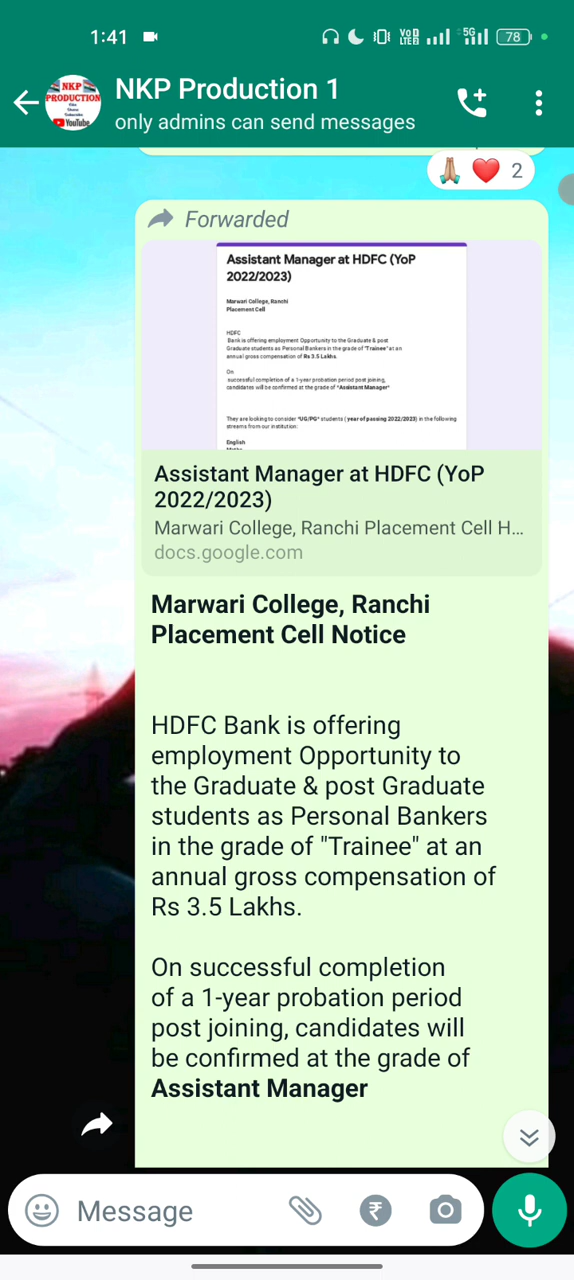 1:41
VoD LTED
5G
78
NKP PRODUCTION
YouTube
NKP Production 1
only admins can send messages
🙏🏼 ❤️ 2
Forwarded
Assistant Manager at HDFC (YoP
2022/2023)
Marwari College, Ranchi
Placement Cell
HDFC
Bank is offering employment Opportunity to the Graduate & post
Graduate students as Personal Bankers in the grade of "Trainee" at an
annual gross compensation of Rs 3.5 Lakhs.
On
successful completion of a 1-year probation period post joining,
candidates will be confirmed at the grade of "Assistant Manager"
They are looking to consider *UG/PG* students ( year of passing 2022/2023) in the following
streams from our institution:
English
Assistant Manager at HDFC (YoP
2022/2023)
Marwari College, Ranchi Placement Cell H...
docs.google.com
Marwari College, Ranchi
Placement Cell Notice
HDFC Bank is offering
employment Opportunity to
the Graduate & post Graduate
students as Personal Bankers
in the grade of "Trainee" at an
annual gross compensation of
Rs 3.5 Lakhs.
On successful completion
of a 1-year probation period
post joining, candidates will
be confirmed at the grade of
Assistant Manager
Message